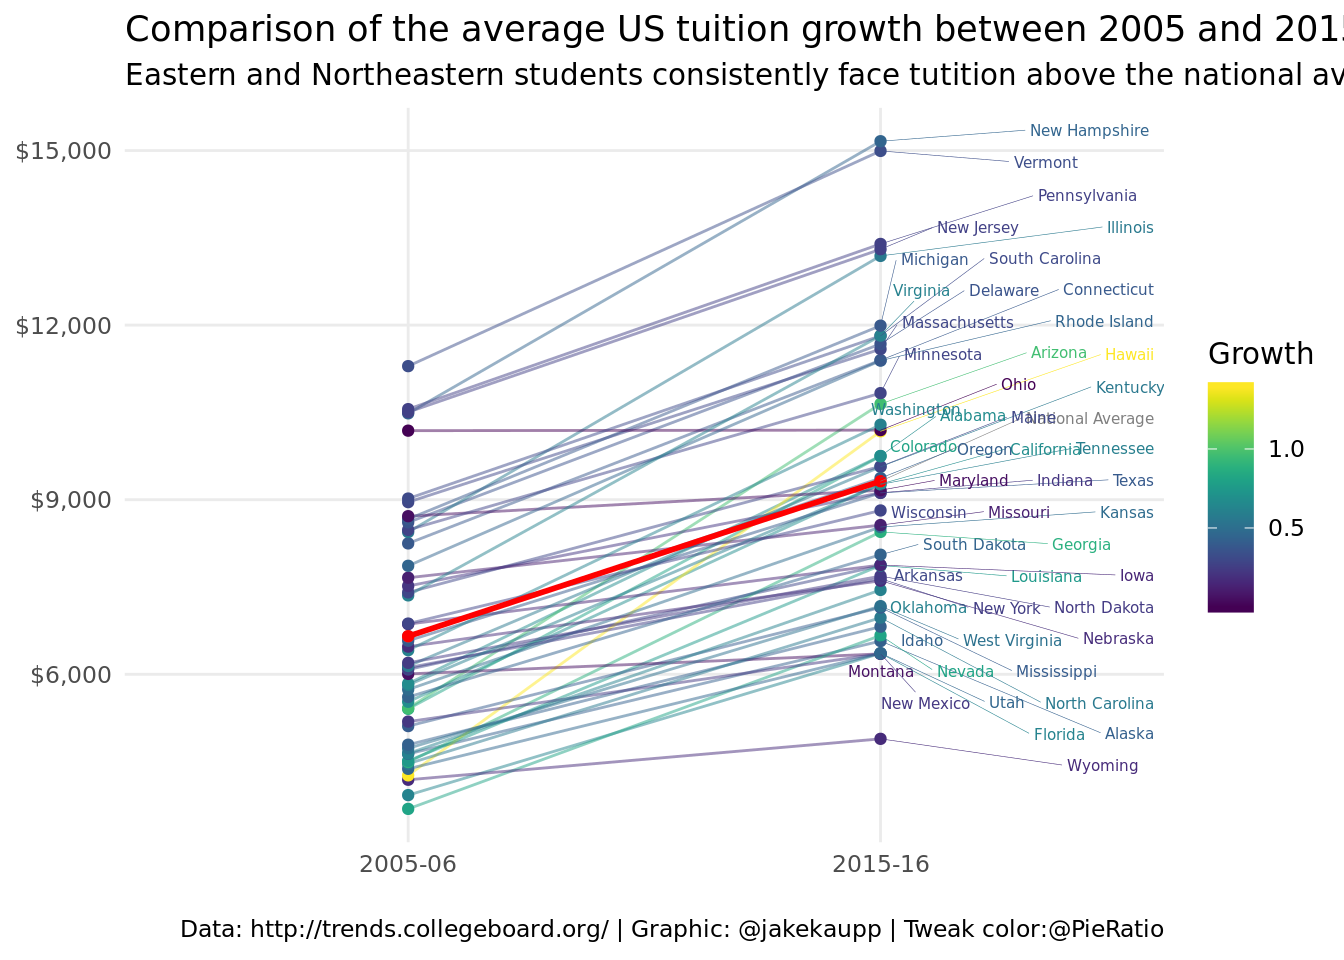 Comparison of the average US tuition growth between 2005 and 2015
Eastern and Northeastern students consistently face tutition above the national av
$15,000
$12,000
$9,000
$6,000
New Hampshire
Vermont
Pennsylvania
New Jersey
Illinois
Michigan
South Carolina
Virginia
Delaware
Connecticut
Massachusetts
Rhode Island
Minnesota
Arizona
Hawaii
Ohio
Kentucky
Washington
Alabama
Maine
National Average
Colorado
Oregon
California
Tennessee
Maryland
Indiana
Texas
Wisconsin
Missouri
Kansas
South Dakota
Georgia
Arkansas
Louisiana
Iowa
Oklahoma
New York
North Dakota
Idaho
West Virginia
Nebraska
Montana
Nevada
Mississippi
New Mexico
Utah
North Carolina
Florida
Alaska
Wyoming
Growth
1.0
0.5
2005-06
2015-16
Data: http://trends.collegeboard.org/ | Graphic: @jakekaupp | Tweak color:@PieRatio